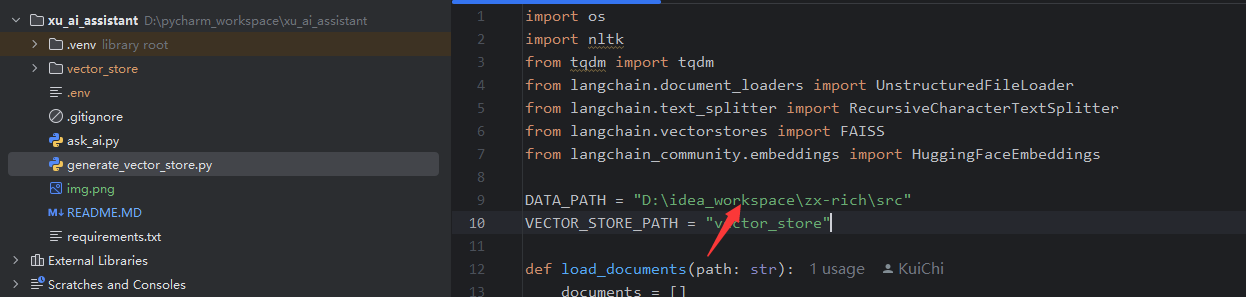 xu_ai_assistant D:\pycharm_workspace\xu_ai_assistant
.venv library root
vector_store
.env
.gitignore
ask_ai.py
generate_vector_store.py
img.png
README.MD
requirements.txt
External Libraries
Scratches and Consoles
1 import os
2 import nltk
3 from tqdm import tqdm
4 from langchain.document_loaders import UnstructuredFileLoader
5 from langchain.text_splitter import RecursiveCharacterTextSplitter
6 from langchain.vectorstores import FAISS
7 from langchain_community.embeddings import HuggingFaceEmbeddings
8
9 DATA_PATH = "D:\idea_workspace\zx-rich\src"
10 VECTOR_STORE_PATH = "vector_store"
11
12 def load_documents(path: str): 1 usage KuiChi
13 documents = []